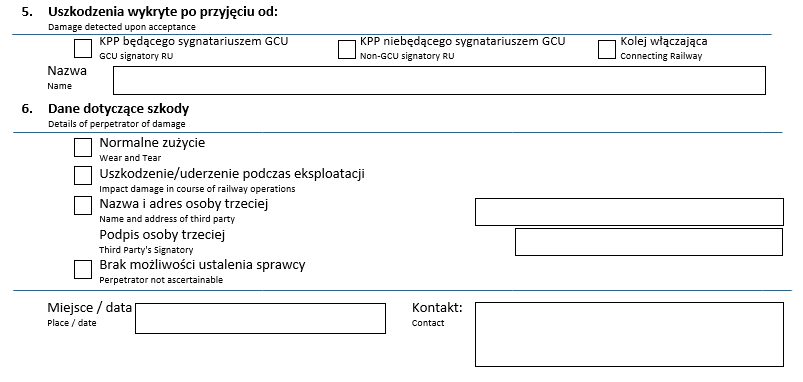 5. Uszkodzenia wykryte po przyjęciu od:
Damage detected upon acceptance
KPP będącego sygnatariuszem GCU
GCU signatory RU
KPP niebędącego sygnatariuszem GCU
Non-GCU signatory RU
Kolej włączająca
Connecting Railway
Nazwa
Name
6. Dane dotyczące szkody
Details of perpetrator of damage
Normalne zużycie
Wear and Tear
Uszkodzenie/uderzenie podczas eksploatacji
Impact damage in course of railway operations
Nazwa i adres osoby trzeciej
Name and address of third party
Podpis osoby trzeciej
Third Party's Signatory
Brak możliwości ustalenia sprawcy
Perpetrator not ascertainable
Miejsce / data
Place / date
Kontakt:
Contact